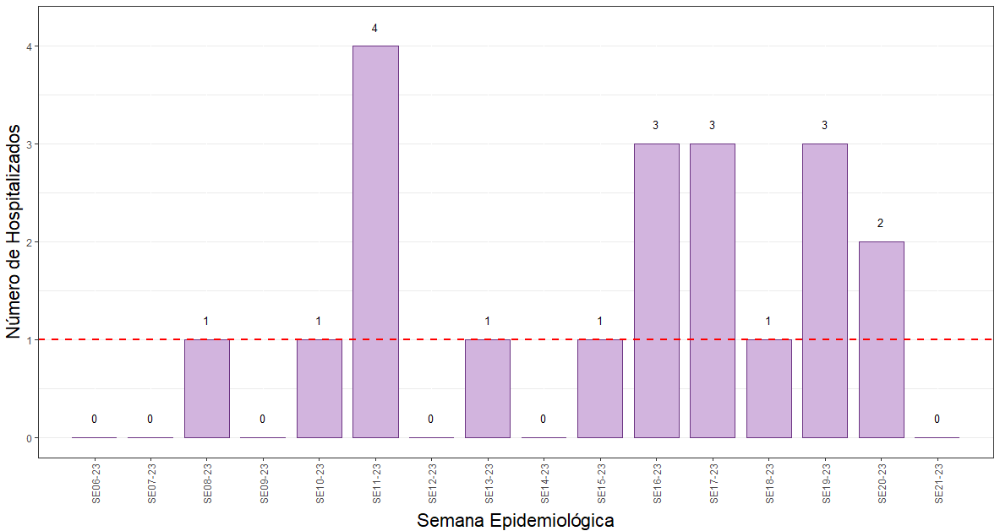 Número de Hospitalizados
4
3
2
1
0
0
0
1
0
1
4
0
1
0
1
3
3
1
3
2
0
SE06-23
SE07-23
SE08-23
SE09-23
SE10-23
SE11-23
SE12-23
SE13-23
SE14-23
SE15-23
SE16-23
SE17-23
SE18-23
SE19-23
SE20-23
SE21-23
Semana Epidemiológica